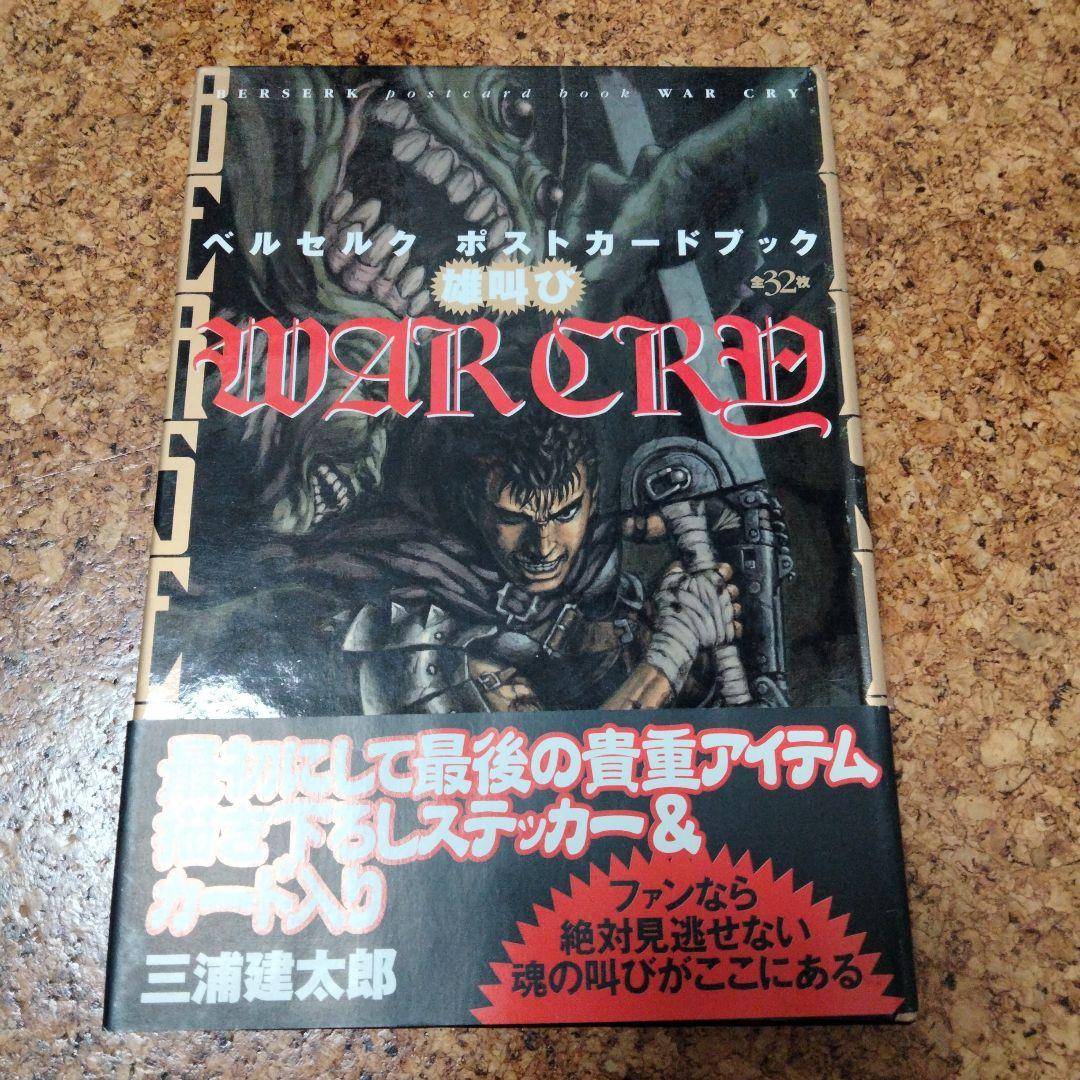 BERSERK postcard book WAR CRY
BERSE
ベルセルク ポストカードブック
雄叫び
全32枚
WAR CRY
最初にして最後の貴重アイテム
描き下ろしステッカー&
カード入り
ファンなら
絶対見逃せない
魂の叫びがここにある
三浦建太郎